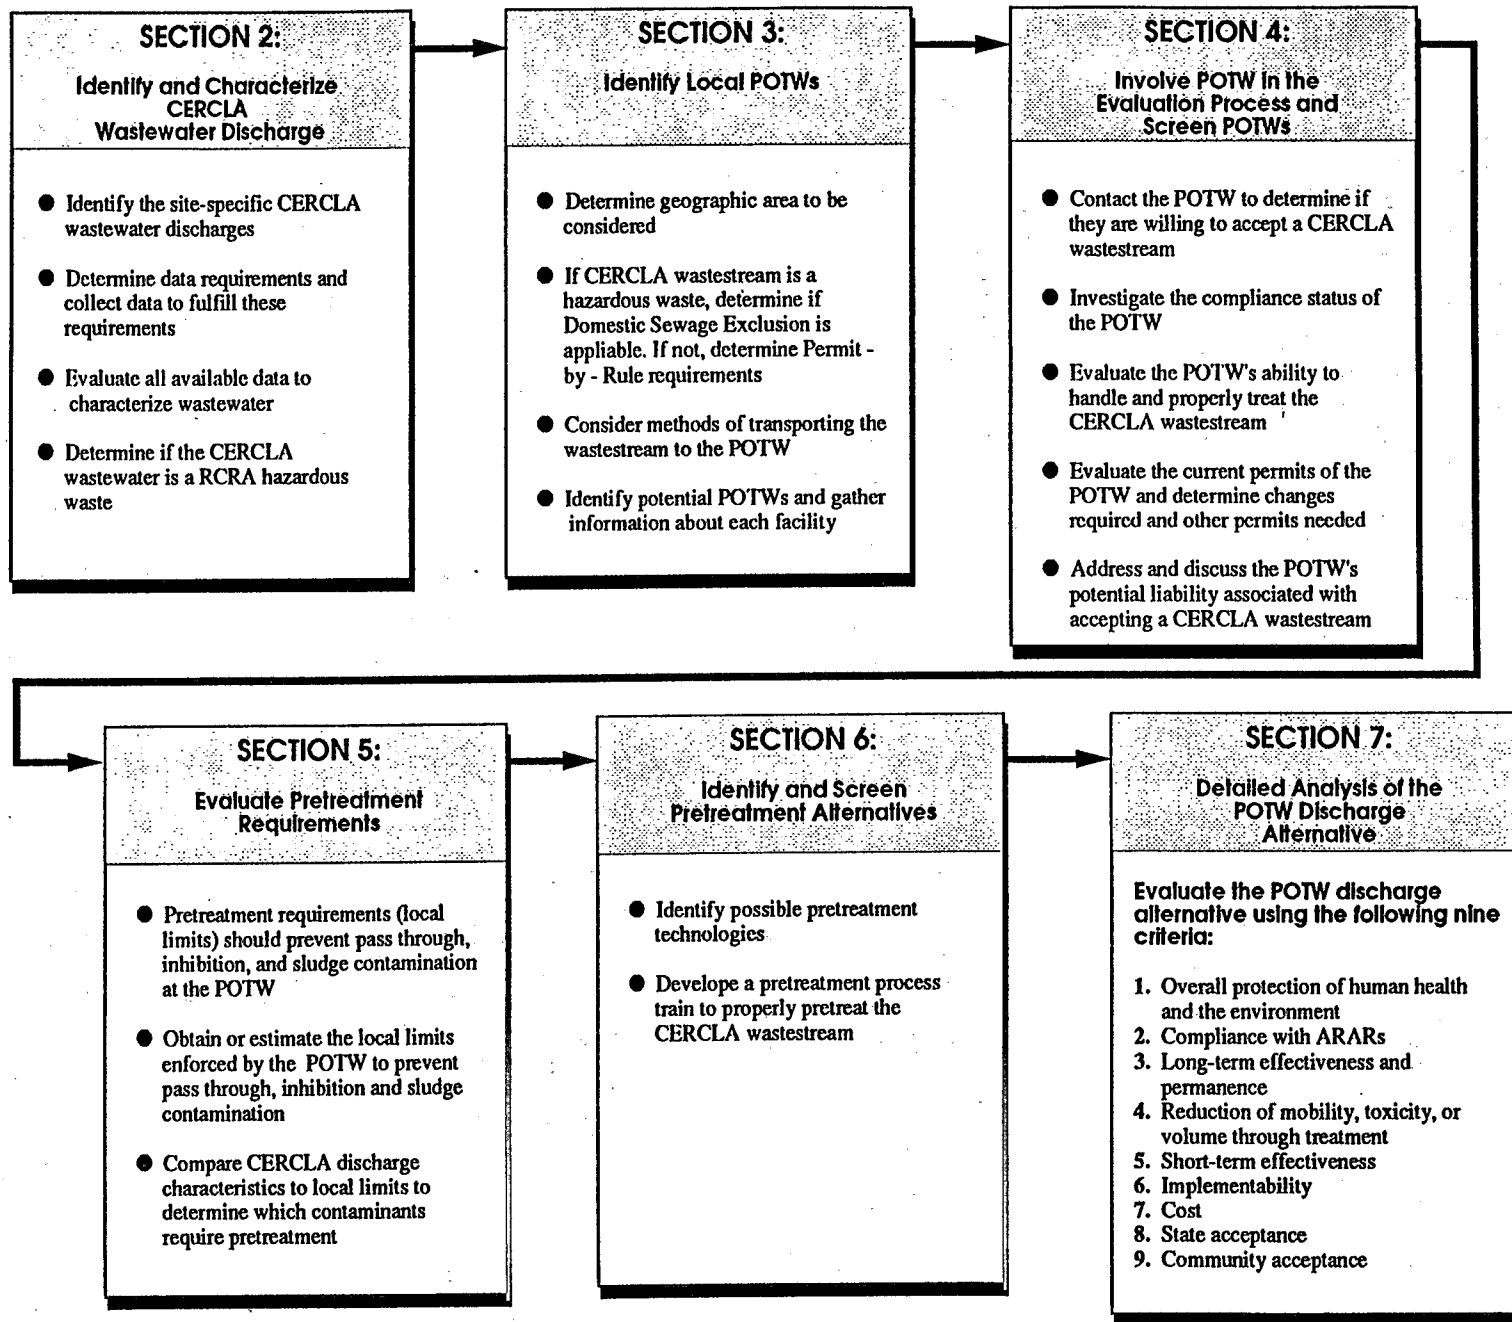 SECTION 2:
Identify and Characterize
CERCLA
Wastewater Discharge
● Identify the site-specific CERCLA
wastewater discharges
● Determine data requirements and
collect data to fulfill these
requirements
● Evaluate all available data to
characterize wastewater
● Determine if the CERCLA
wastewater is a RCRA hazardous
waste
SECTION 3:
Identify Local POTWs
● Determine geographic area to be
considered
● If CERCLA wastestream is a
hazardous waste, determine if
Domestic Sewage Exclusion is
appliable. If not, determine Permit -
by - Rule requirements
● Consider methods of transporting the
wastestream to the POTW
● Identify potential POTWs and gather
information about each facility
SECTION 4:
Involve POTW in the
Evaluation Process and
Screen POTWs
● Contact the POTW to determine if
they are willing to accept a CERCLA
wastestream
● Investigate the compliance status of
the POTW
● Evaluate the POTW's ability to
handle and properly treat the
CERCLA wastestream
● Evaluate the current permits of the
POTW and determine changes
required and other permits needed
● Address and discuss the POTW's
potential liability associated with
accepting a CERCLA wastestream
SECTION 5:
Evaluate Pretreatment
Requirements
● Pretreatment requirements (local
limits) should prevent pass through,
inhibition, and sludge contamination
at the POTW
● Obtain or estimate the local limits
enforced by the POTW to prevent
pass through, inhibition and sludge
contamination
● Compare CERCLA discharge
characteristics to local limits to
determine which contaminants
require pretreatment
SECTION 6:
Identify and Screen
Pretreatment Alternatives
● Identify possible pretreatment
technologies
● Develope a pretreatment process
train to properly pretreat the
CERCLA wastestream
SECTION 7:
Detailed Analysis of the
POTW Discharge
Alternative
Evaluate the POTW discharge
alternative using the following nine
criteria:
1. Overall protection of human health
and the environment
2. Compliance with ARARs
3. Long-term effectiveness and
permanence
4. Reduction of mobility, toxicity, or
volume through treatment
5. Short-term effectiveness
6. Implementability
7. Cost
8. State acceptance
9. Community acceptance